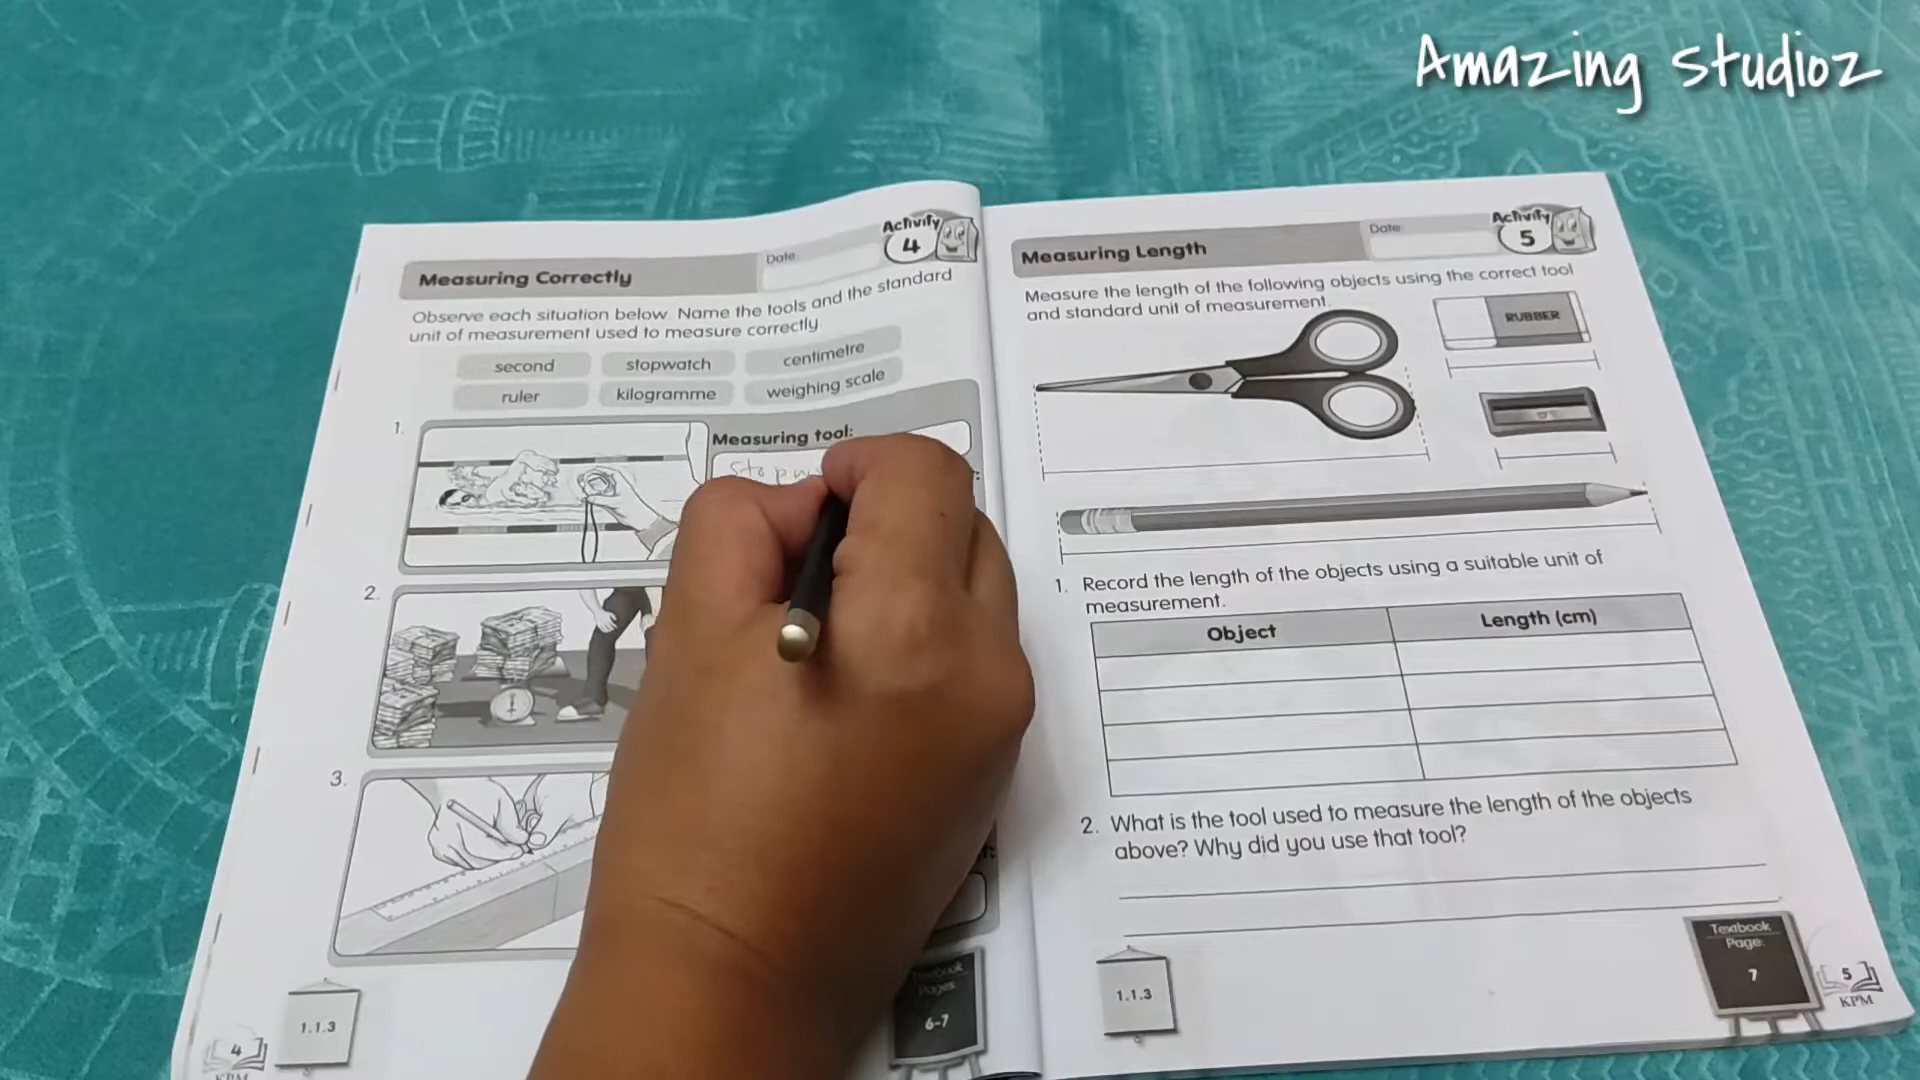 Amazing Studioz
Activity
4
Measuring Correctly
Date
Observe each situation below. Name the tools and the standard
unit of measurement used to measure correctly
second
stopwatch
centimetre
ruler
kilogramme
weighing scale
1.
Measuring tool:
2.
3.
1.1.3
4
KPM
Textbook
Pages
6-7
Activity
5
Measuring Length
Date
Measure the length of the following objects using the correct tool
and standard unit of measurement.
RUBBER
1. Record the length of the objects using a suitable unit of
measurement.
Object
Length (cm)
2. What is the tool used to measure the length of the objects
above? Why did you use that tool?
1.1.3
Textbook
Page:
7
5
KPM